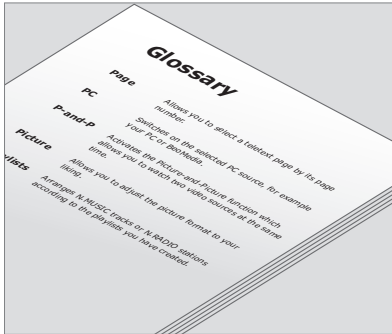 Glossary
Page
Allows you to select a teletext page by its page
number.
PC
Switches on the selected PC source, for example
your PC or BeoMedia.
P-and-P
Activates the Picture-and-Picture function which
allows you to watch two video sources at the same
time.
Picture
Allows you to adjust the picture format to your
liking.
ylists
Arranges N.MUSIC tracks or N.RADIO stations
according to the playlists you have created.